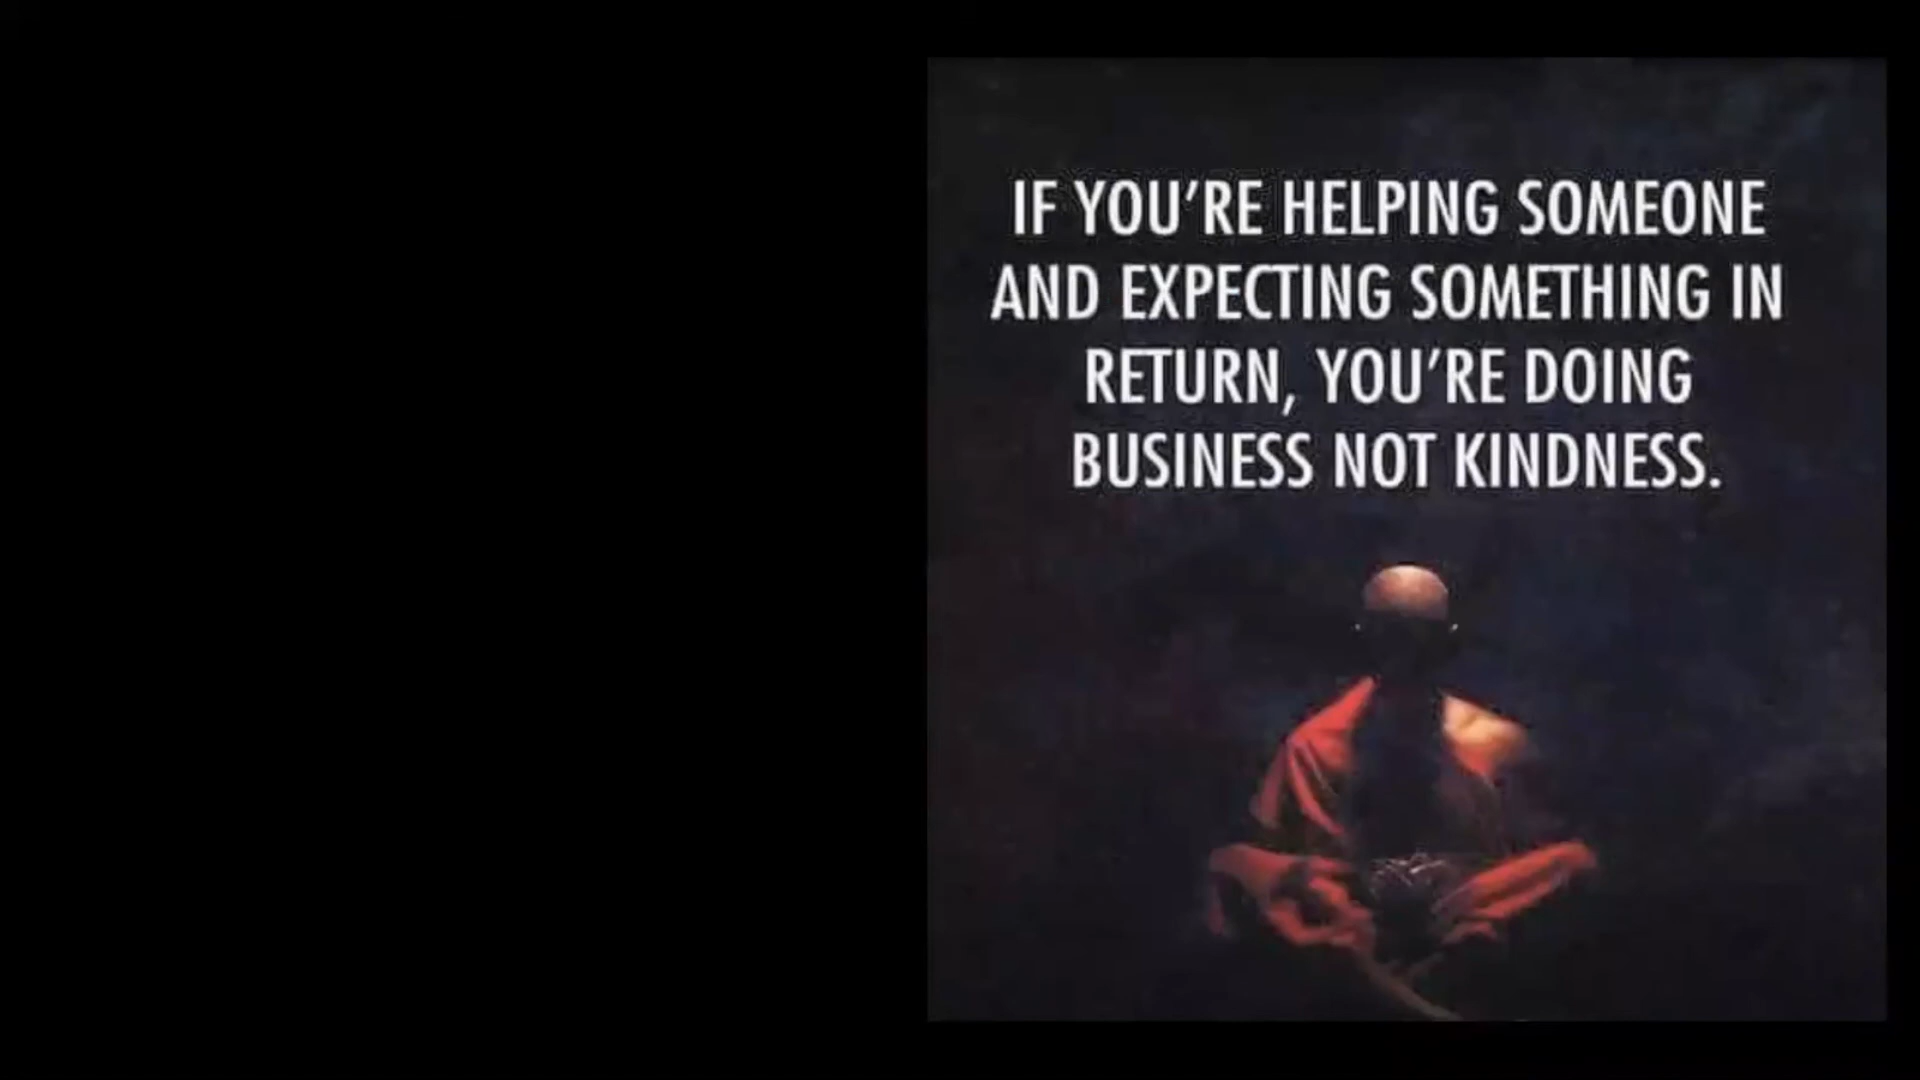 IF YOU’RE HELPING SOMEONE
AND EXPECTING SOMETHING IN
RETURN, YOU’RE DOING
BUSINESS NOT KINDNESS.